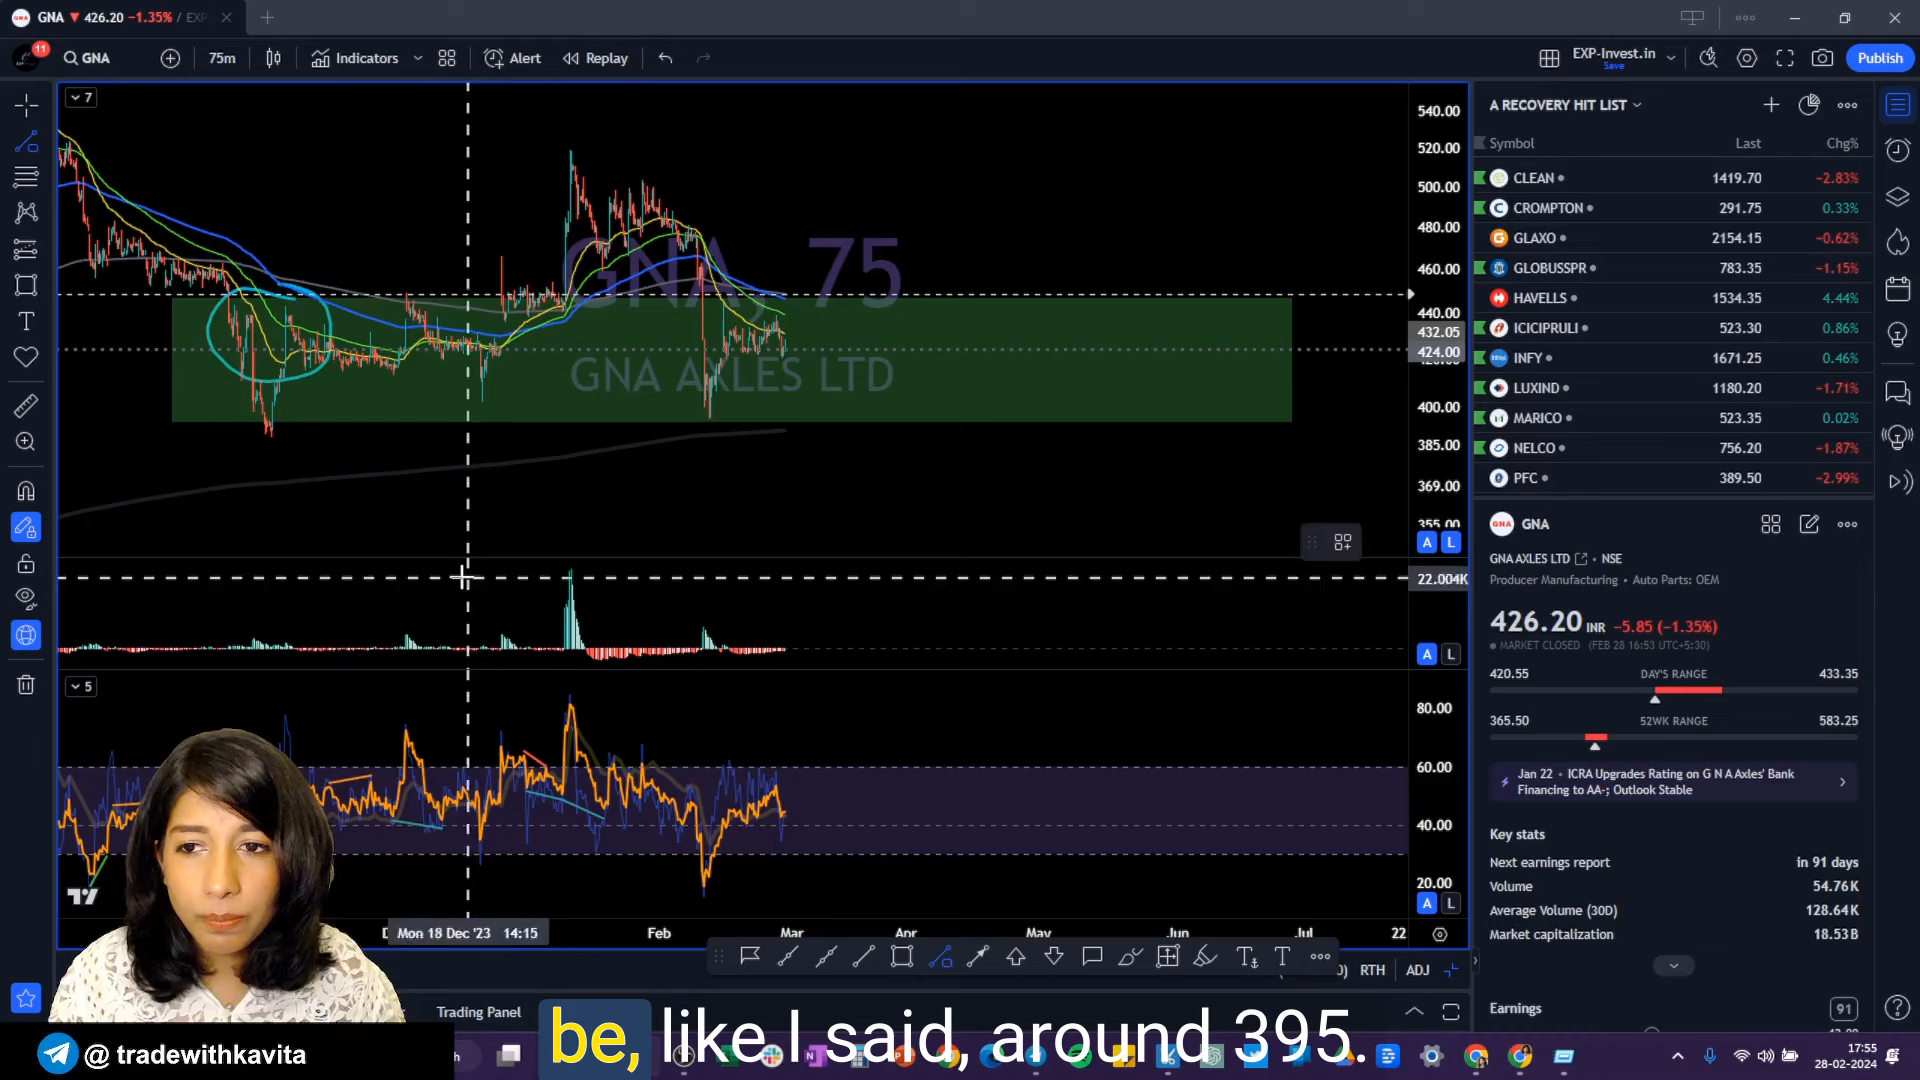 GNA ▼ 426.20 −1.35% / EXP
11
GNA
75m
Indicators
Alert
Replay
EXP-Invest.in
Save
Publish
7
GNA, 75
GNA AXLES LTD
540.00
520.00
500.00
480.00
460.00
440.00
432.05
424.00
400.00
385.00
369.00
355.00
A L
22.004K
A L
5
80.00
60.00
40.00
20.00
A L
Mon 18 Dec '23 14:15
Feb
Mar
Apr
May
Jun
Jul
22
RTH
ADJ
Trading Panel
A RECOVERY HIT LIST
Symbol Last Chg%
CLEAN 1419.70 −2.83%
CROMPTON 291.75 0.33%
GLAXO 2154.15 −0.62%
GLOBUSSPR 783.35 −1.15%
HAVELLS 1534.35 4.44%
ICICIPRULI 523.30 0.86%
INFY 1671.25 0.46%
LUXIND 1180.20 −1.71%
MARICO 523.35 0.02%
NELCO 756.20 −1.87%
PFC 389.50 −2.99%
GNA GNA
GNA AXLES LTD • NSE
Producer Manufacturing • Auto Parts: OEM
426.20 INR −5.85 (−1.35%)
MARKET CLOSED (FEB 28 16:53 UTC+5:30)
420.55 DAY'S RANGE 433.35
365.50 52WK RANGE 583.25
Jan 22 • ICRA Upgrades Rating on G N A Axles' Bank
Financing to AA-; Outlook Stable
Key stats
Next earnings report in 91 days
Volume 54.76K
Average Volume (30D) 128.64K
Market capitalization 18.53B
Earnings 91
be, like I said, around 395.
@ tradewithkavita
17:55
28-02-2024